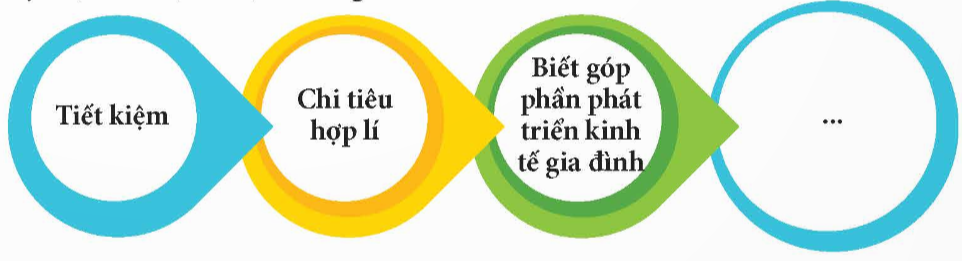 Tiết kiệm
Chi tiêu
hợp lí
Biết góp
phần phát
triển kinh
tế gia đình
...